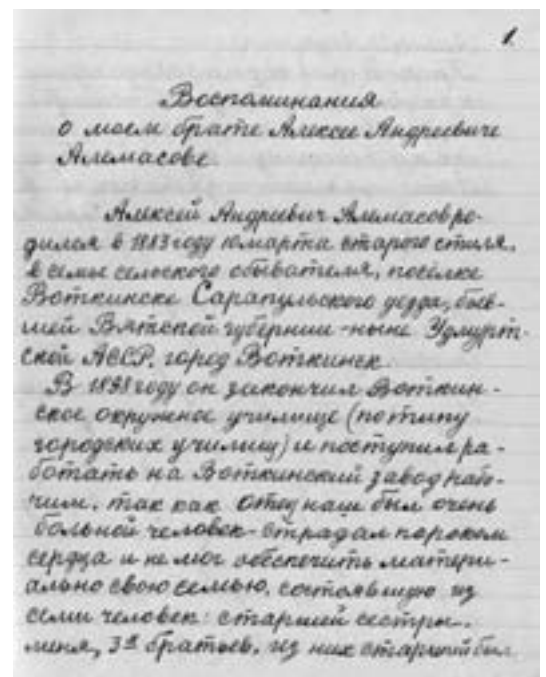 1.
Воспоминания
о моем брате Алексее Андреевиче
Алемасове.
Алексей Андреевич Алемасов ро-
дился в 1883 году 10 марта старого стиля,
в семье сельского обывателя, поселке
Воткинске Сарапульского уезда, быв-
шей Вятской губернии - ныне Удмурт-
ской АССР, город Воткинск.
В 1898 году он закончил Воткин-
ское окружное училище (по типу
городских училищ) и поступил ра-
ботать на Воткинский завод рабо-
чим, так как отец наш был очень
больной человек - страдал пороком
сердца и не мог обеспечить матери-
ально свою семью, состоявшую из
семи человек: старшей сестры,
меня, 3х братьев, из них старший был